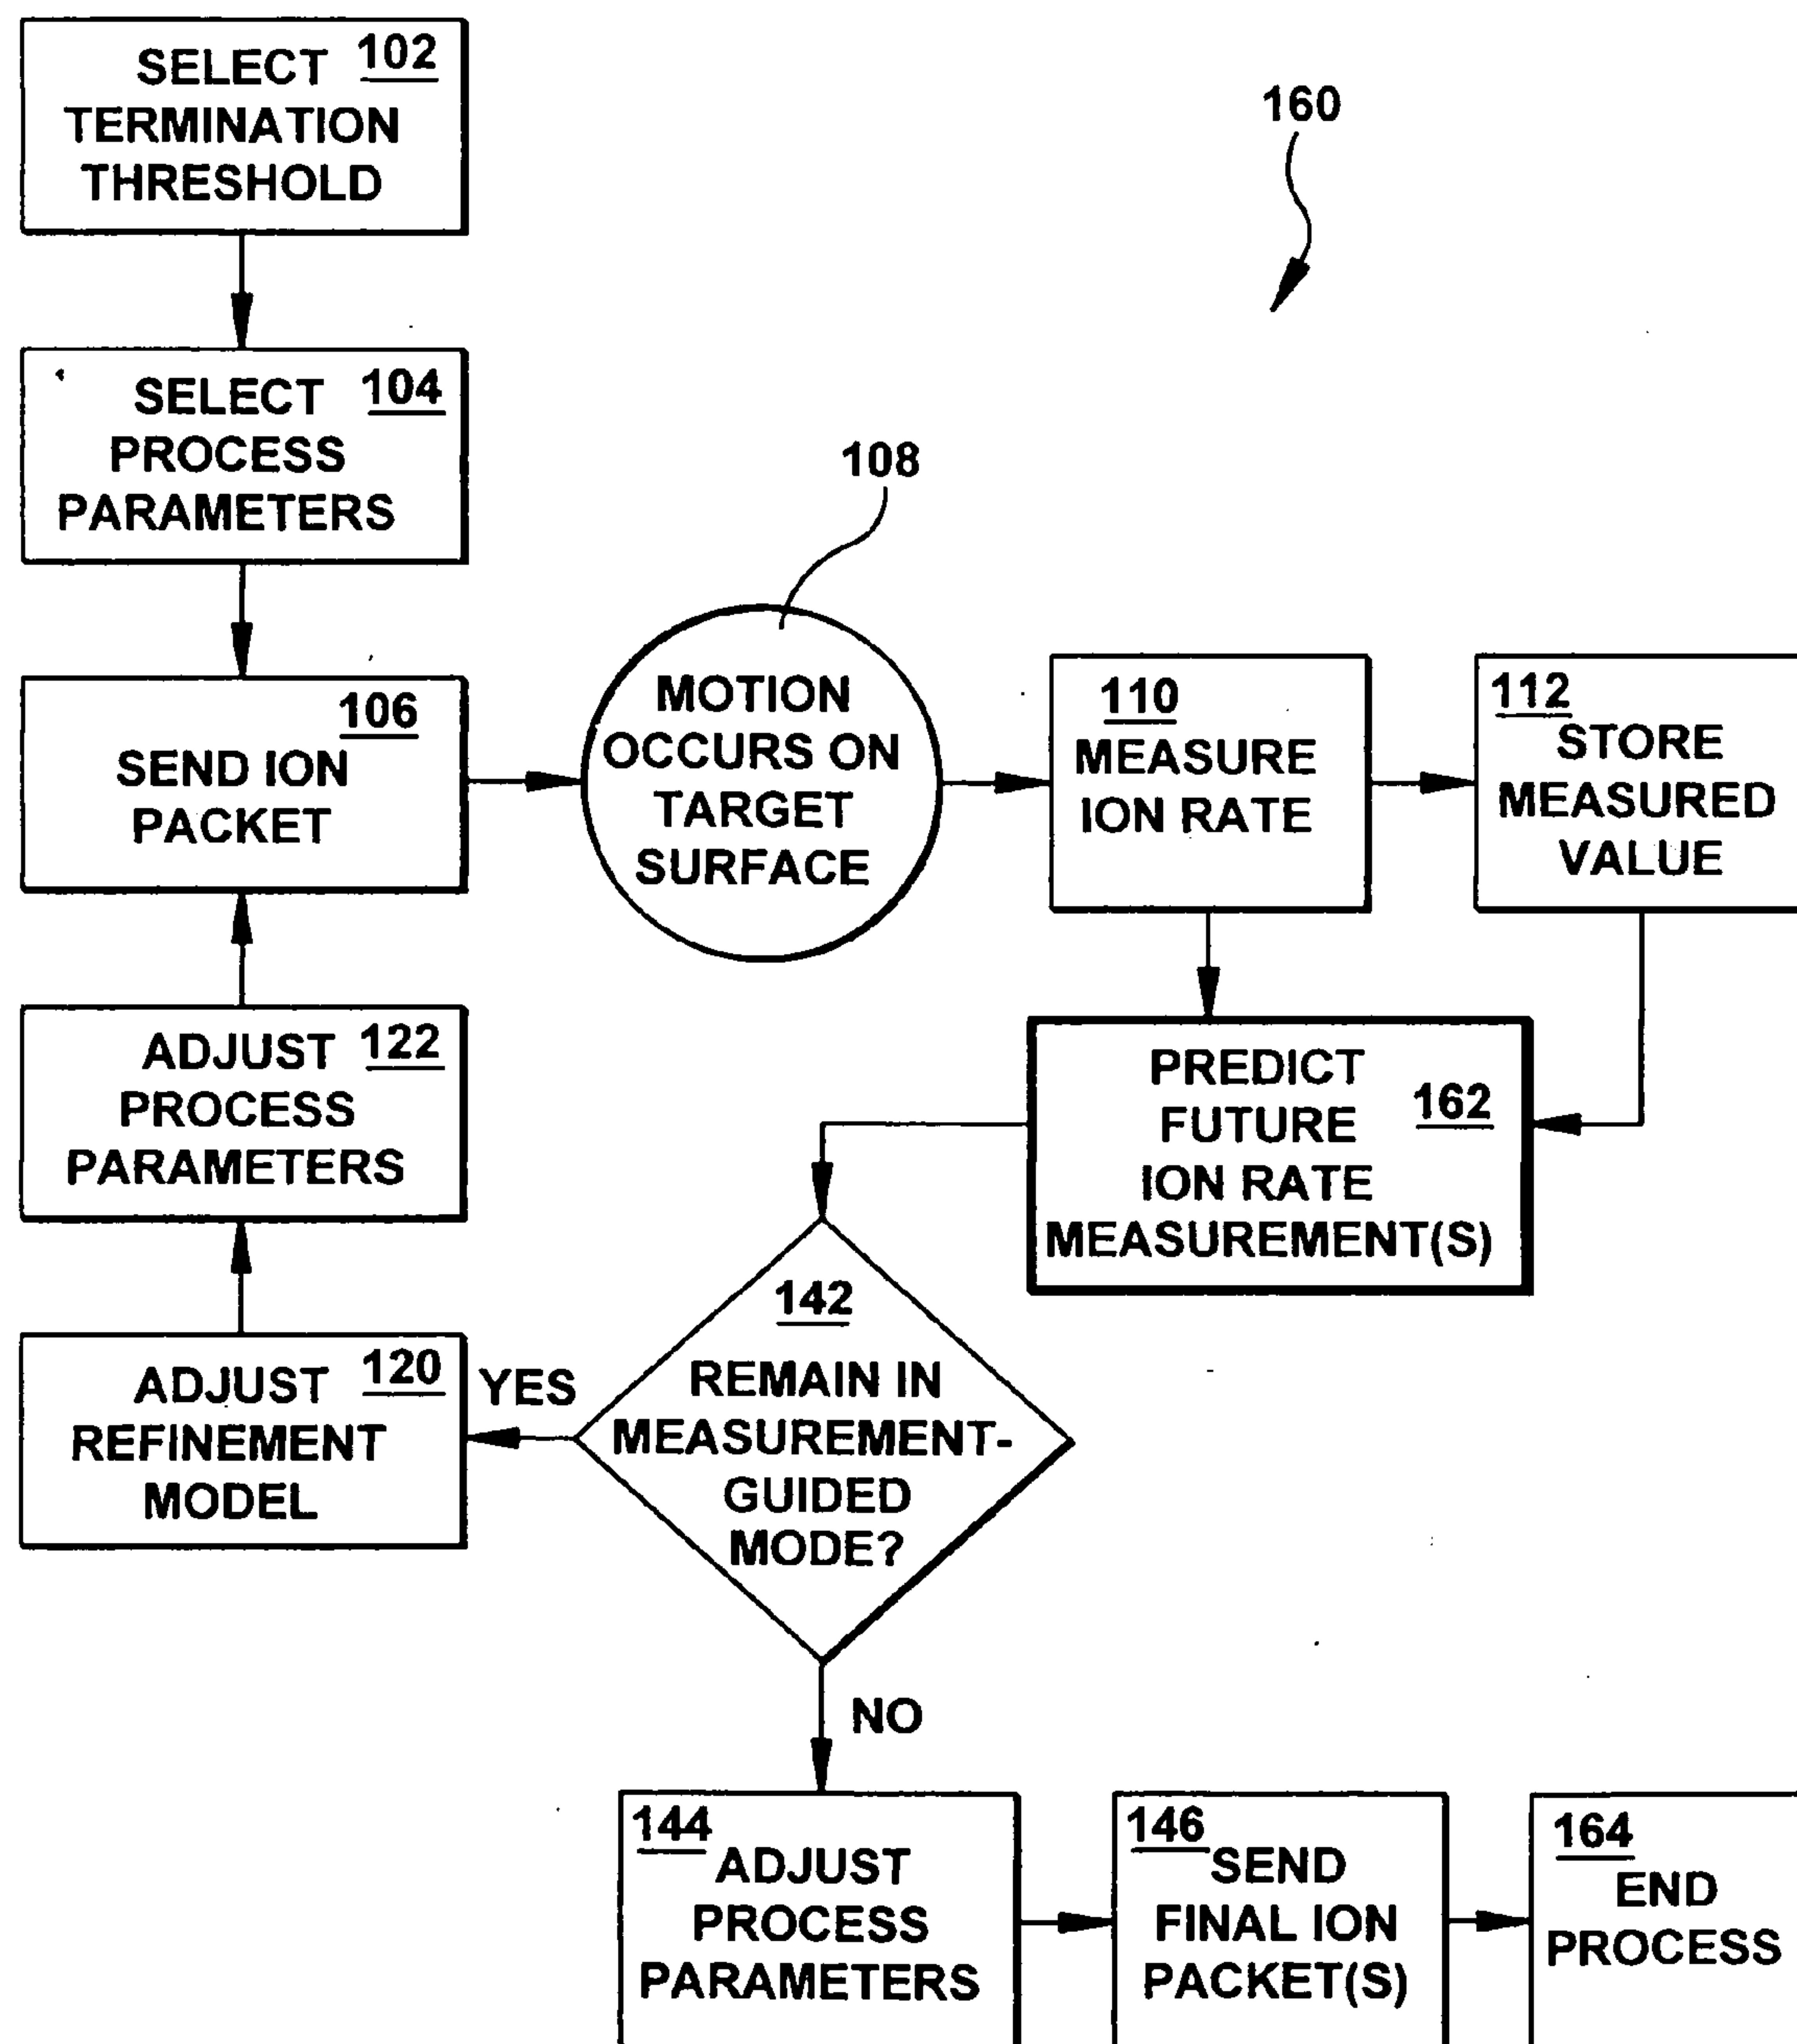 102
SELECT
TERMINATION
THRESHOLD
160
104
SELECT
PROCESS
PARAMETERS
108
106
SEND ION
PACKET
MOTION
OCCURS ON
TARGET
SURFACE
110
MEASURE
ION RATE
112
STORE
MEASURED
VALUE
122
ADJUST
PROCESS
PARAMETERS
162
PREDICT
FUTURE
ION RATE
MEASUREMENT(S)
142
REMAIN IN
MEASUREMENT-
GUIDED
MODE?
YES
120
ADJUST
REFINEMENT
MODEL
NO
144
ADJUST
PROCESS
PARAMETERS
146
SEND
FINAL ION
PACKET(S)
164
END
PROCESS